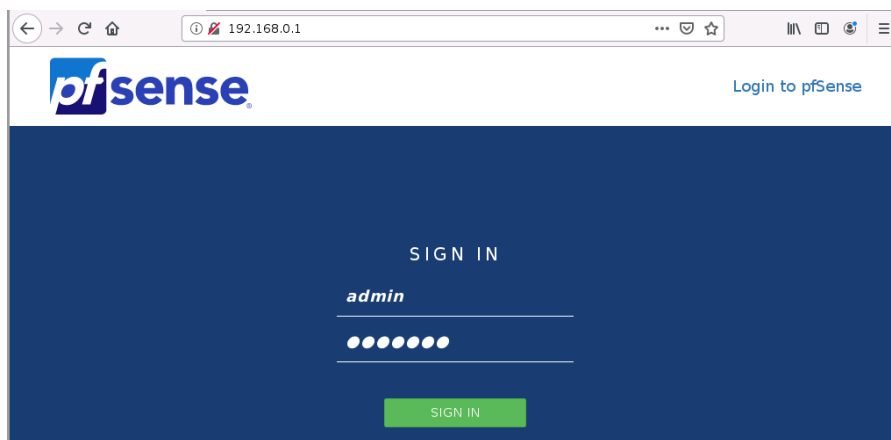 192.168.0.1
pfsense
Login to pfSense
SIGN IN
admin
●●●●●●●
SIGN IN